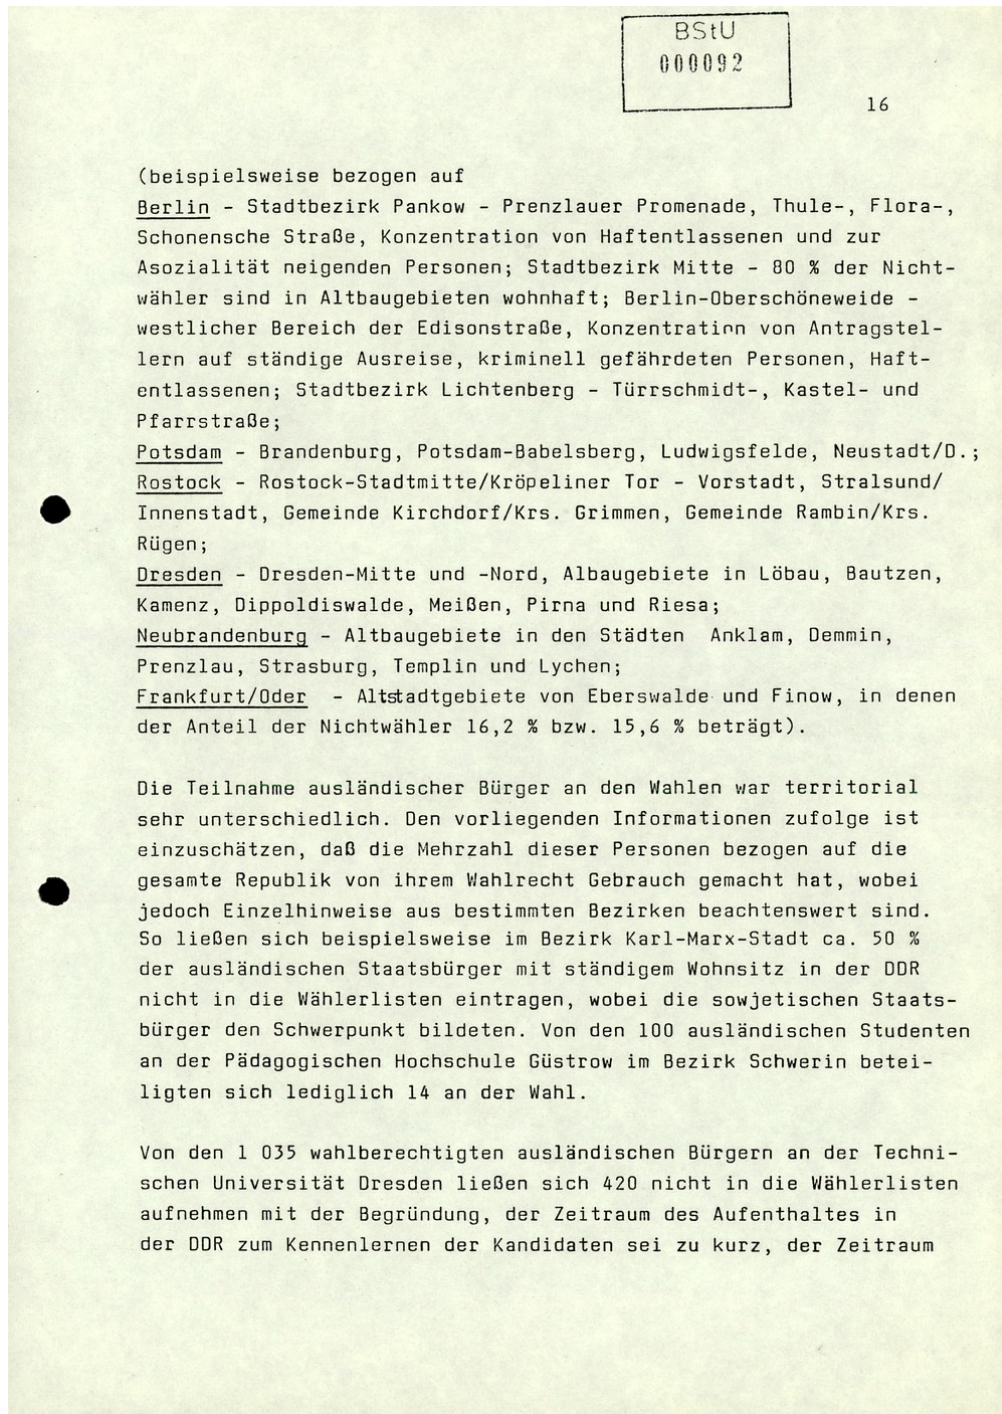 BStU
000092
16
(beispielsweise bezogen auf
Berlin - Stadtbezirk Pankow - Prenzlauer Promenade, Thule-, Flora-,
Schonensche Straße, Konzentration von Haftentlassenen und zur
Asozialität neigenden Personen; Stadtbezirk Mitte - 80 % der Nicht-
wähler sind in Altbaugebieten wohnhaft; Berlin-Oberschöneweide -
westlicher Bereich der Edisonstraße, Konzentration von Antragstel-
lern auf ständige Ausreise, kriminell gefährdeten Personen, Haft-
entlassenen; Stadtbezirk Lichtenberg - Türrschmidt-, Kastel- und
Pfarrstraße;
Potsdam - Brandenburg, Potsdam-Babelsberg, Ludwigsfelde, Neustadt/D.;
Rostock - Rostock-Stadtmitte/Kröpeliner Tor - Vorstadt, Stralsund/
Innenstadt, Gemeinde Kirchdorf/Krs. Grimmen, Gemeinde Rambin/Krs.
Rügen;
Dresden - Dresden-Mitte und -Nord, Albaugebiete in Löbau, Bautzen,
Kamenz, Dippoldiswalde, Meißen, Pirna und Riesa;
Neubrandenburg - Altbaugebiete in den Städten Anklam, Demmin,
Prenzlau, Strasburg, Templin und Lychen;
Frankfurt/Oder - Altstadtgebiete von Eberswalde und Finow, in denen
der Anteil der Nichtwähler 16,2 % bzw. 15,6 % beträgt).
Die Teilnahme ausländischer Bürger an den Wahlen war territorial
sehr unterschiedlich. Den vorliegenden Informationen zufolge ist
einzuschätzen, daß die Mehrzahl dieser Personen bezogen auf die
gesamte Republik von ihrem Wahlrecht Gebrauch gemacht hat, wobei
jedoch Einzelhinweise aus bestimmten Bezirken beachtenswert sind.
So ließen sich beispielsweise im Bezirk Karl-Marx-Stadt ca. 50 %
der ausländischen Staatsbürger mit ständigem Wohnsitz in der DDR
nicht in die Wählerlisten eintragen, wobei die sowjetischen Staats-
bürger den Schwerpunkt bildeten. Von den 100 ausländischen Studenten
an der Pädagogischen Hochschule Güstrow im Bezirk Schwerin betei-
ligten sich lediglich 14 an der Wahl.
Von den 1 035 wahlberechtigten ausländischen Bürgern an der Techni-
schen Universität Dresden ließen sich 420 nicht in die Wählerlisten
aufnehmen mit der Begründung, der Zeitraum des Aufenthaltes in
der DDR zum Kennenlernen der Kandidaten sei zu kurz, der Zeitraum